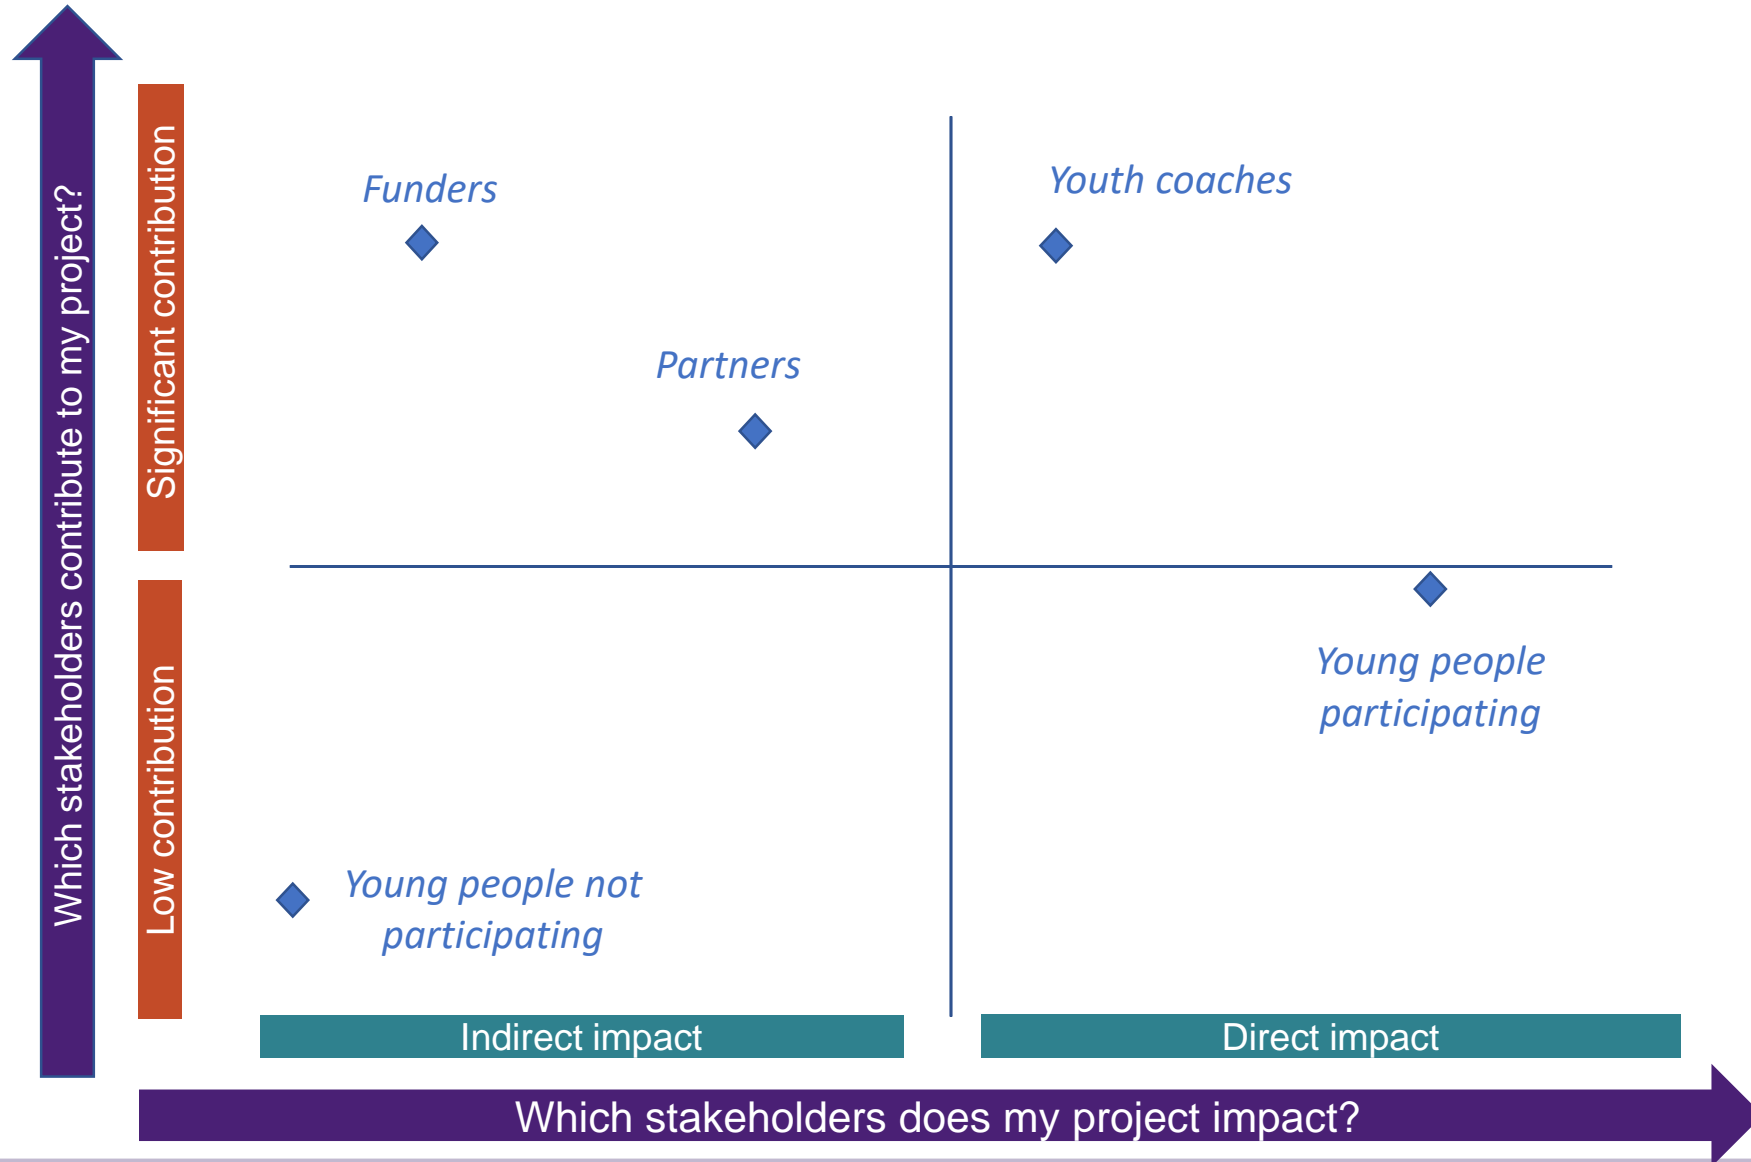 Which stakeholders contribute to my project?
Significant contribution
Low contribution
Funders
Youth coaches
Partners
Young people
participating
Young people not
participating
Indirect impact
Direct impact
Which stakeholders does my project impact?